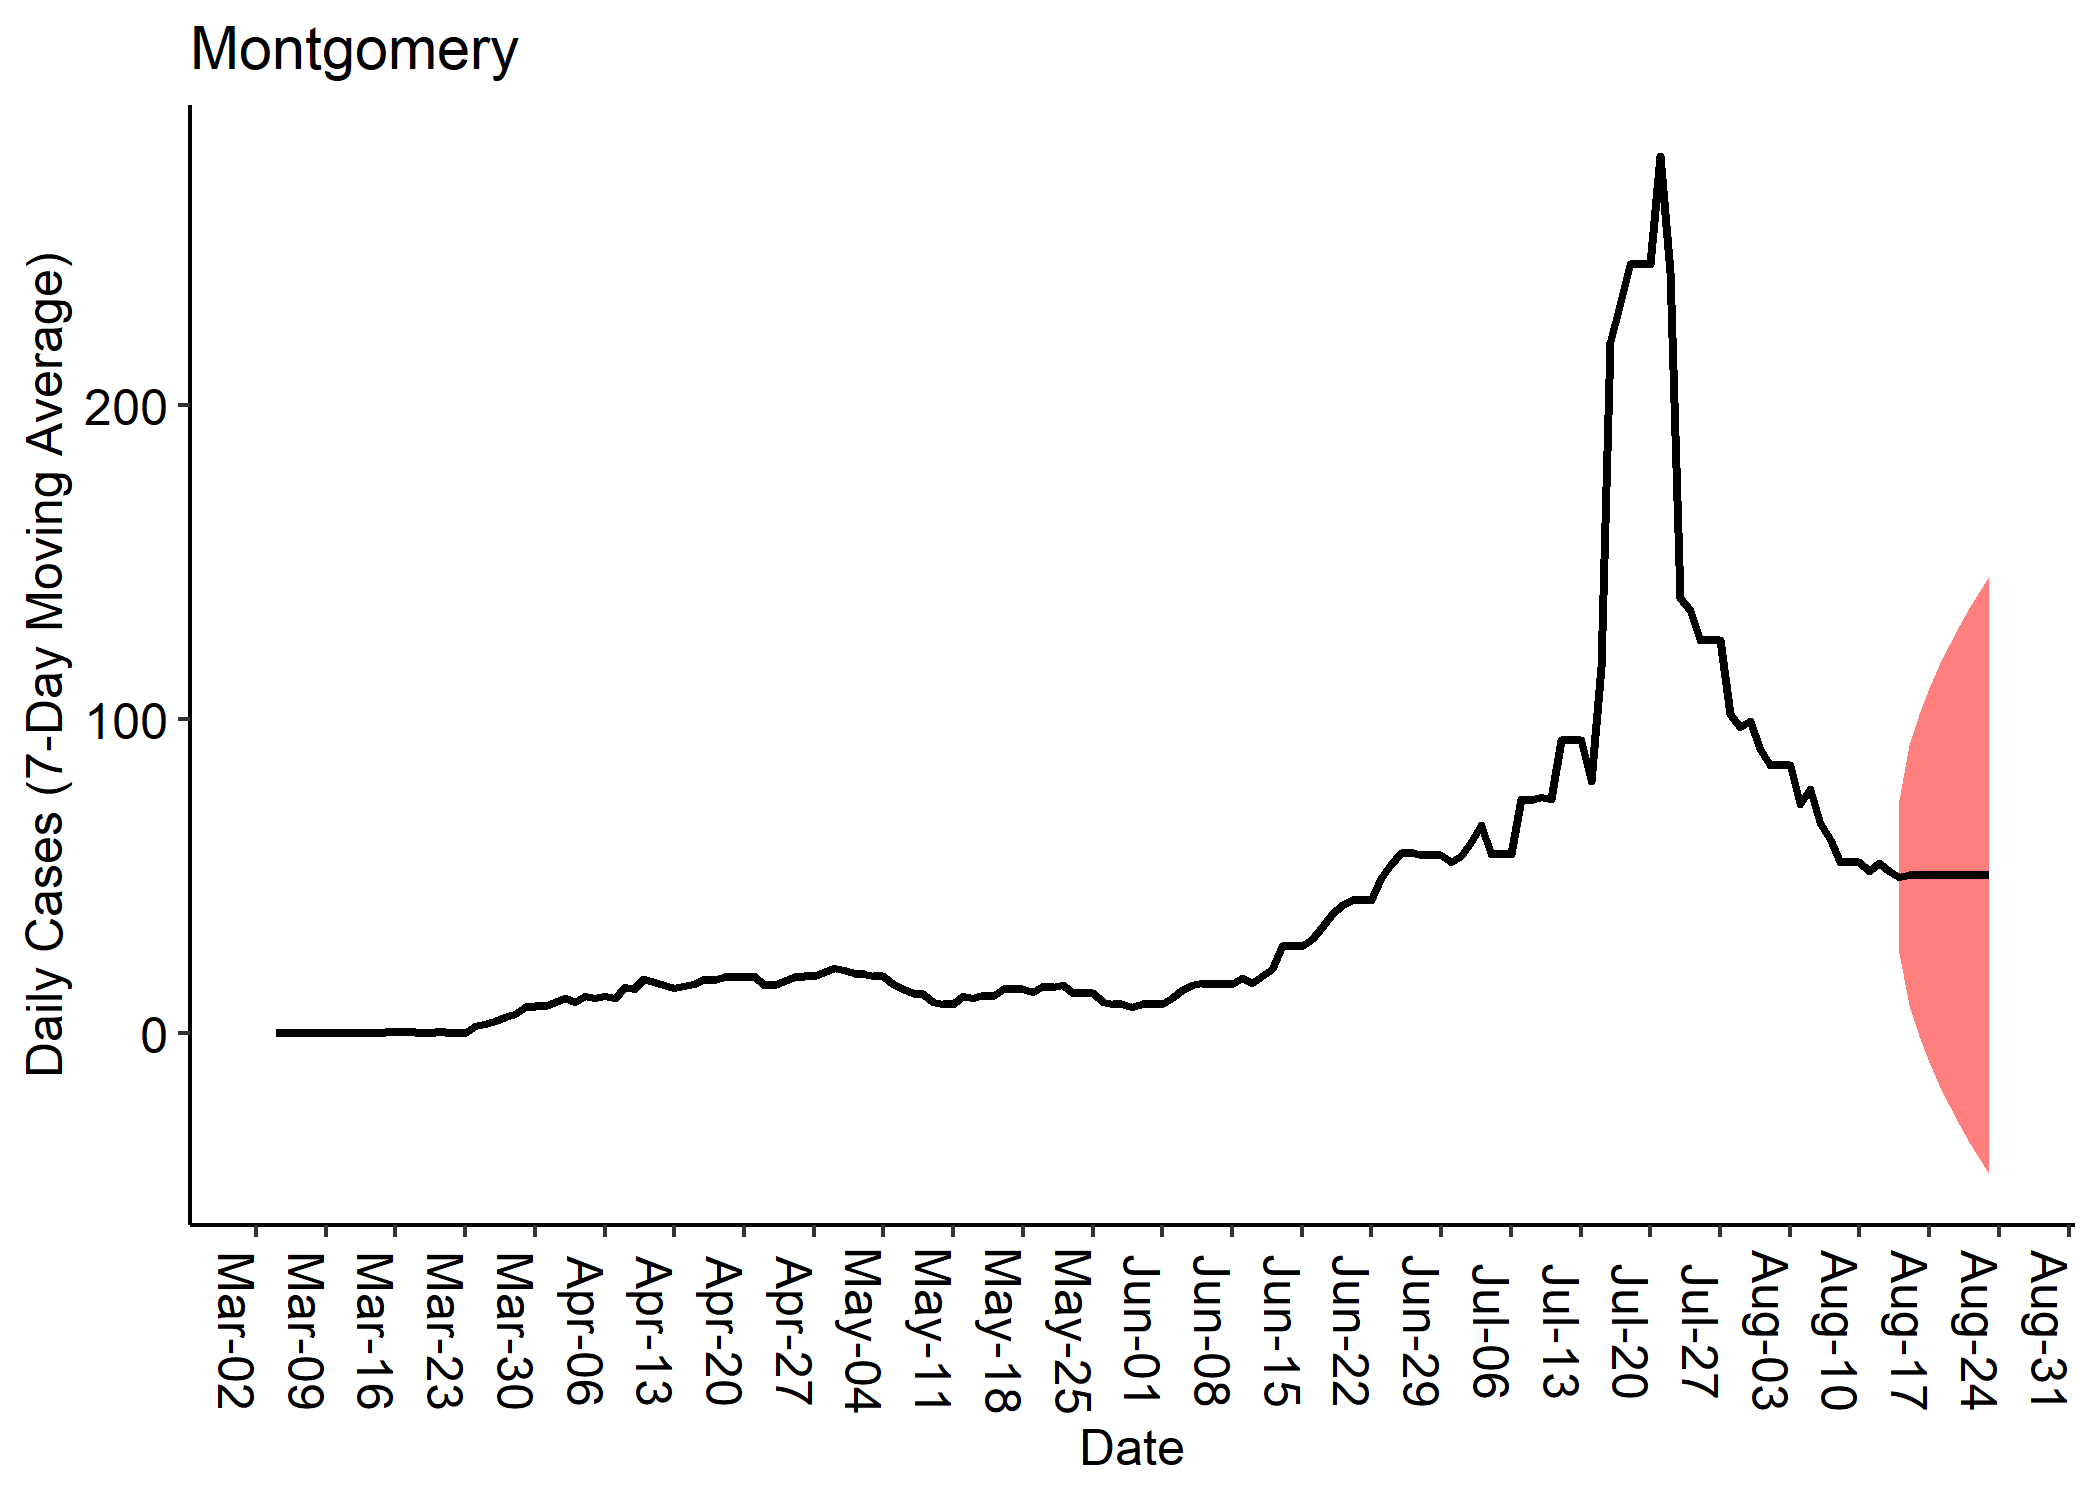 Montgomery
Daily Cases (7-Day Moving Average)
200
100
0
Mar-02
Mar-09
Mar-16
Mar-23
Mar-30
Apr-06
Apr-13
Apr-20
Apr-27
May-04
May-11
May-18
May-25
Jun-01
Jun-08
Jun-15
Jun-22
Jun-29
Jul-06
Jul-13
Jul-20
Jul-27
Aug-03
Aug-10
Aug-17
Aug-24
Aug-31
Date